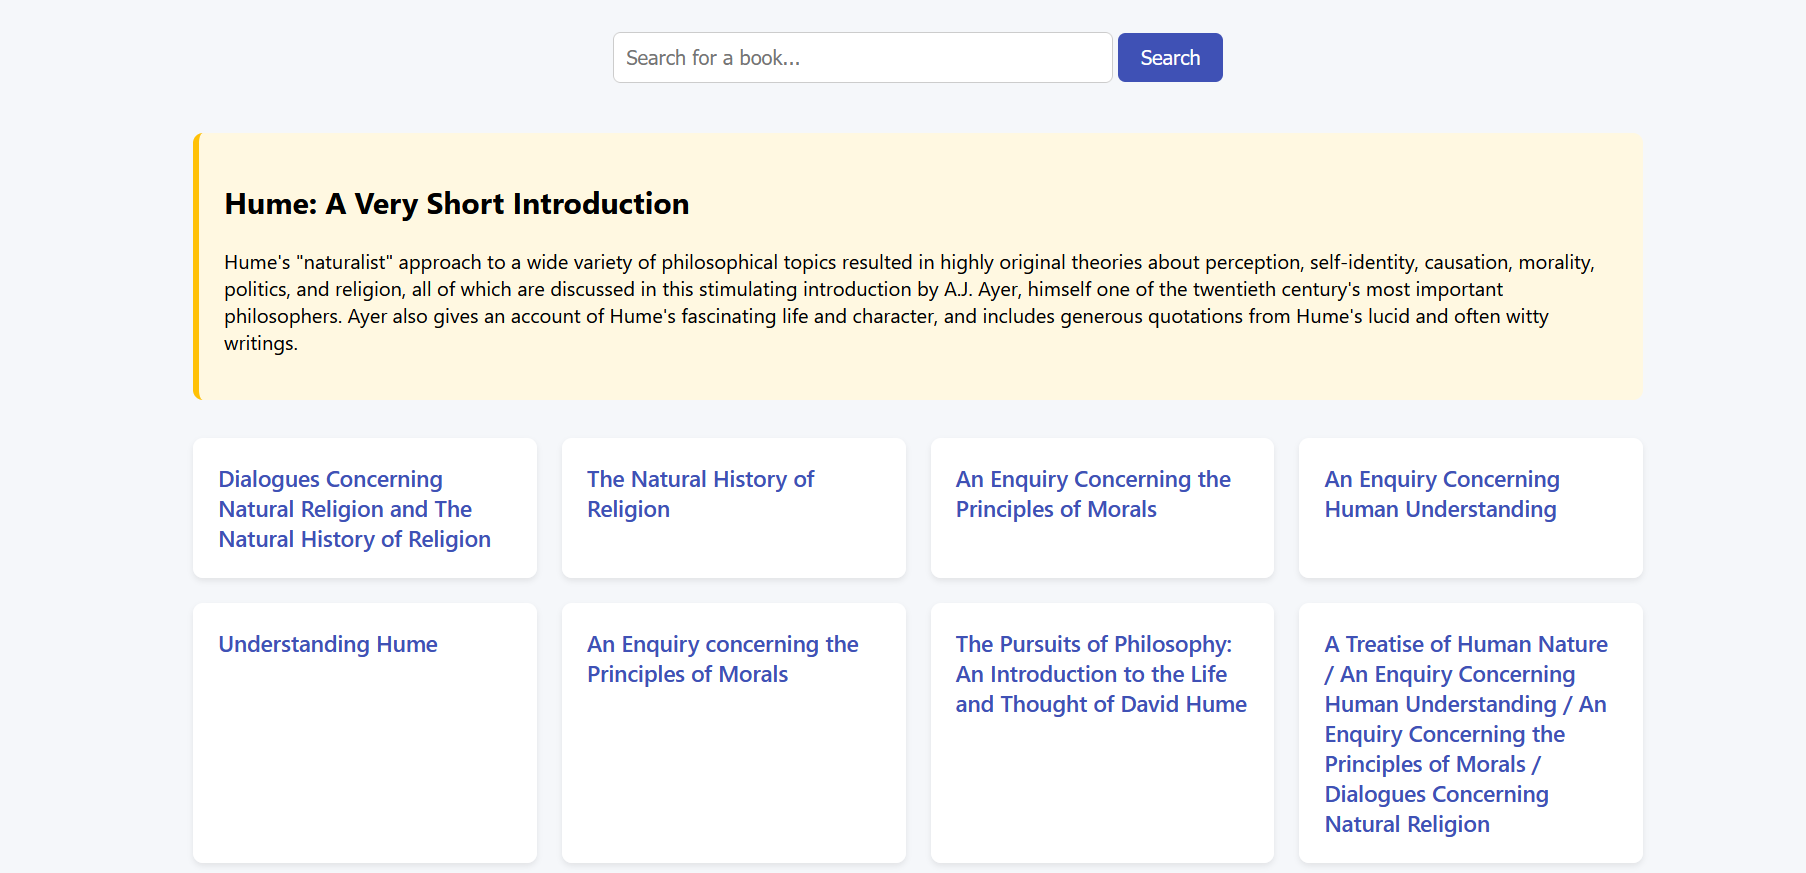 Search for a book...
Search
Hume: A Very Short Introduction
Hume's "naturalist" approach to a wide variety of philosophical topics resulted in highly original theories about perception, self-identity, causation, morality,
politics, and religion, all of which are discussed in this stimulating introduction by A.J. Ayer, himself one of the twentieth century's most important
philosophers. Ayer also gives an account of Hume's fascinating life and character, and includes generous quotations from Hume's lucid and often witty
writings.
Dialogues Concerning
Natural Religion and The
Natural History of Religion
The Natural History of
Religion
An Enquiry Concerning the
Principles of Morals
An Enquiry Concerning
Human Understanding
Understanding Hume
An Enquiry concerning the
Principles of Morals
The Pursuits of Philosophy:
An Introduction to the Life
and Thought of David Hume
A Treatise of Human Nature
/ An Enquiry Concerning
Human Understanding / An
Enquiry Concerning the
Principles of Morals /
Dialogues Concerning
Natural Religion